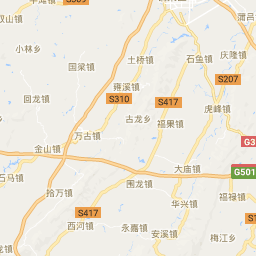 双山镇
蒲吕
小林乡
土桥镇
石鱼镇
庆隆镇
国梁镇
S207
雍溪镇
回龙镇
S310
S417
虎峰镇
古龙乡
福果镇
万古镇
金山镇
G3
大庙镇
G501
石马镇
拾万镇
围龙镇
福禄镇
华兴镇
S417
西河镇
永嘉镇
安溪镇
梅江乡